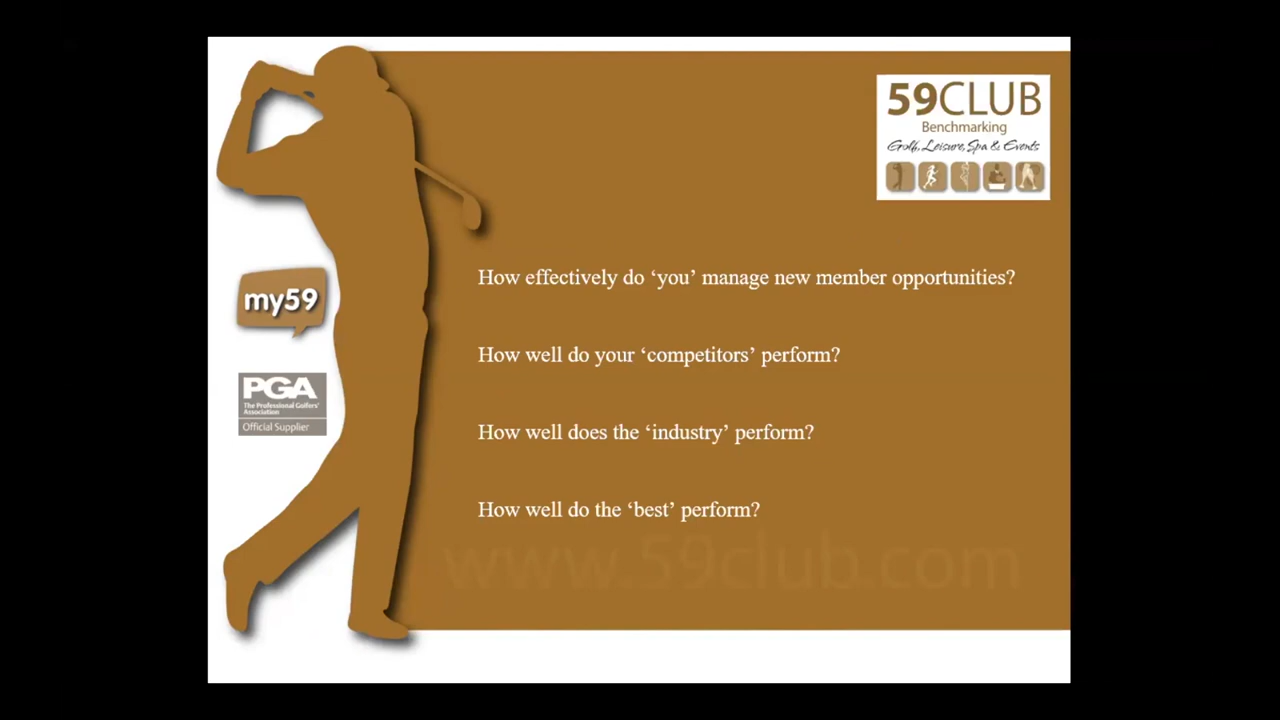 59CLUB
Benchmarking
Golf, Leisure, Spa & Events
How effectively do ‘you’ manage new member opportunities?
my59
How well do your ‘competitors’ perform?
PGA
The Professional Golfers'
Association
Official Supplier
How well does the ‘industry’ perform?
How well do the ‘best’ perform?
www.59club.com